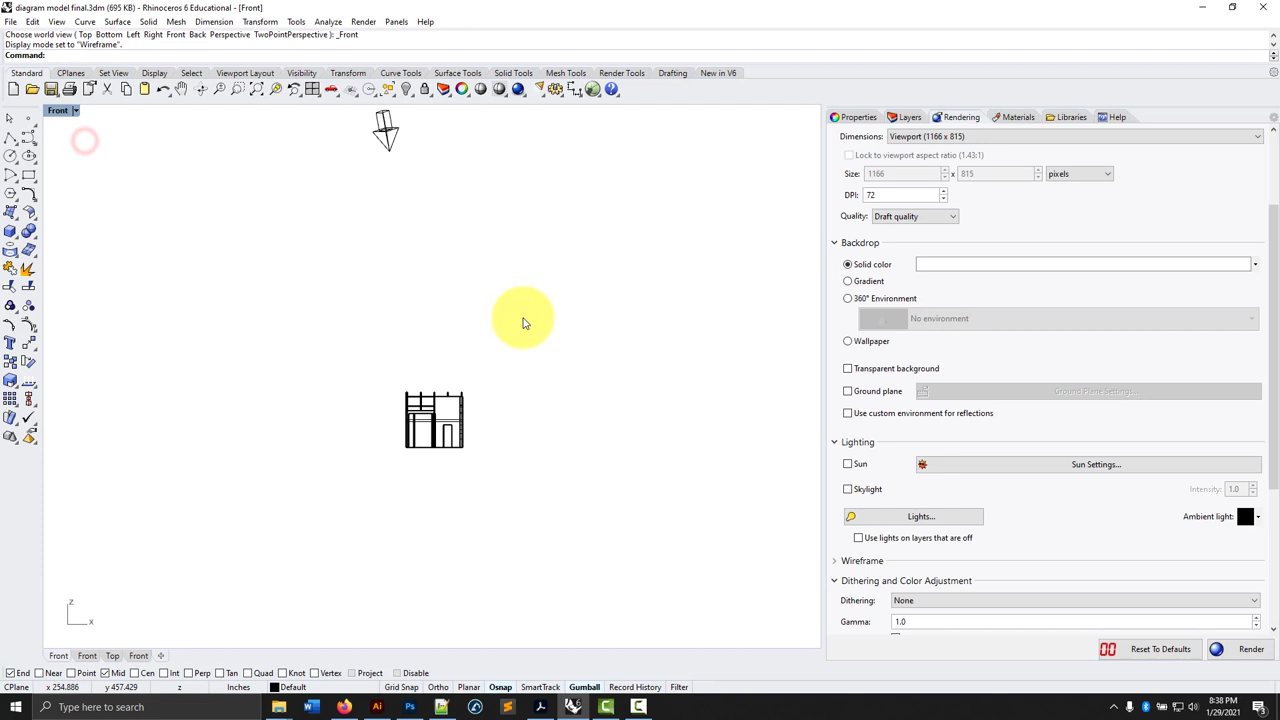 diagram model final.3dm (695 KB) - Rhinoceros 6 Educational - [Front]
File Edit View Curve Surface Solid Mesh Dimension Transform Tools Analyze Render Panels Help
Choose world view ( Top Bottom Left Right Front Back Perspective TwoPointPerspective ): _Front
Display mode set to "Wireframe".
Command:
Standard CPlanes Set View Display Select Viewport Layout Visibility Transform Curve Tools Surface Tools Solid Tools Mesh Tools Render Tools Drafting New in V6
Front
Properties Layers Rendering Materials Libraries Help
Dimensions: Viewport (1166 x 815)
Lock to viewport aspect ratio (1.43:1)
Size: 1166 x 815 pixels
DPI: 72
Quality: Draft quality
Backdrop
Solid color
Gradient
360° Environment
No environment
Wallpaper
Transparent background
Ground plane Ground Plane Settings...
Use custom environment for reflections
Lighting
Sun Sun Settings...
Skylight Intensity: 1.0
Lights... Ambient light:
Use lights on layers that are off
Wireframe
Dithering and Color Adjustment
Dithering: None
Gamma: 1.0
z
x
Reset To Defaults Render
Front Front Top Front
End Near Point Mid Cen Int Perp Tan Quad Knot Vertex Project Disable
CPlane x 254.886 y 457.429 z Inches Default Grid Snap Ortho Planar Osnap SmartTrack Gumball Record History Filter
Type here to search
8:38 PM
1/29/2021